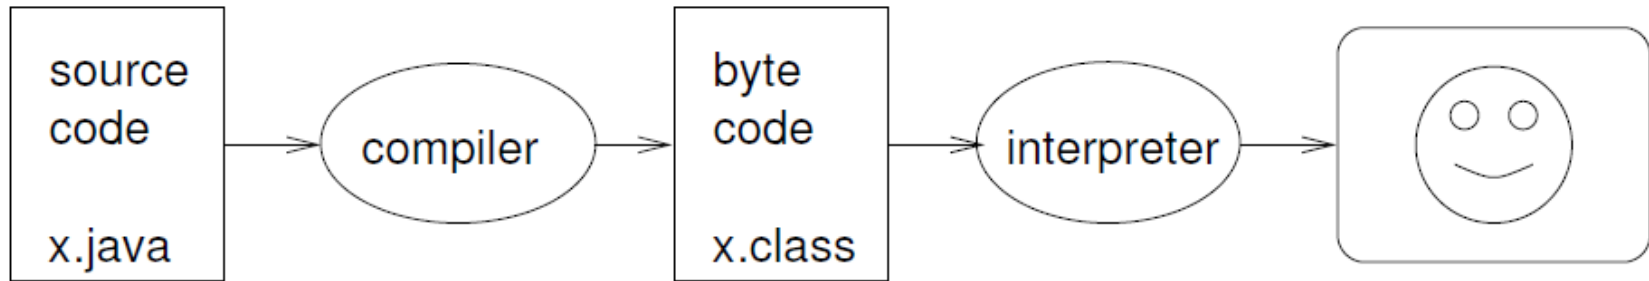 source
code
x.java
compiler
byte
code
x.class
interpreter